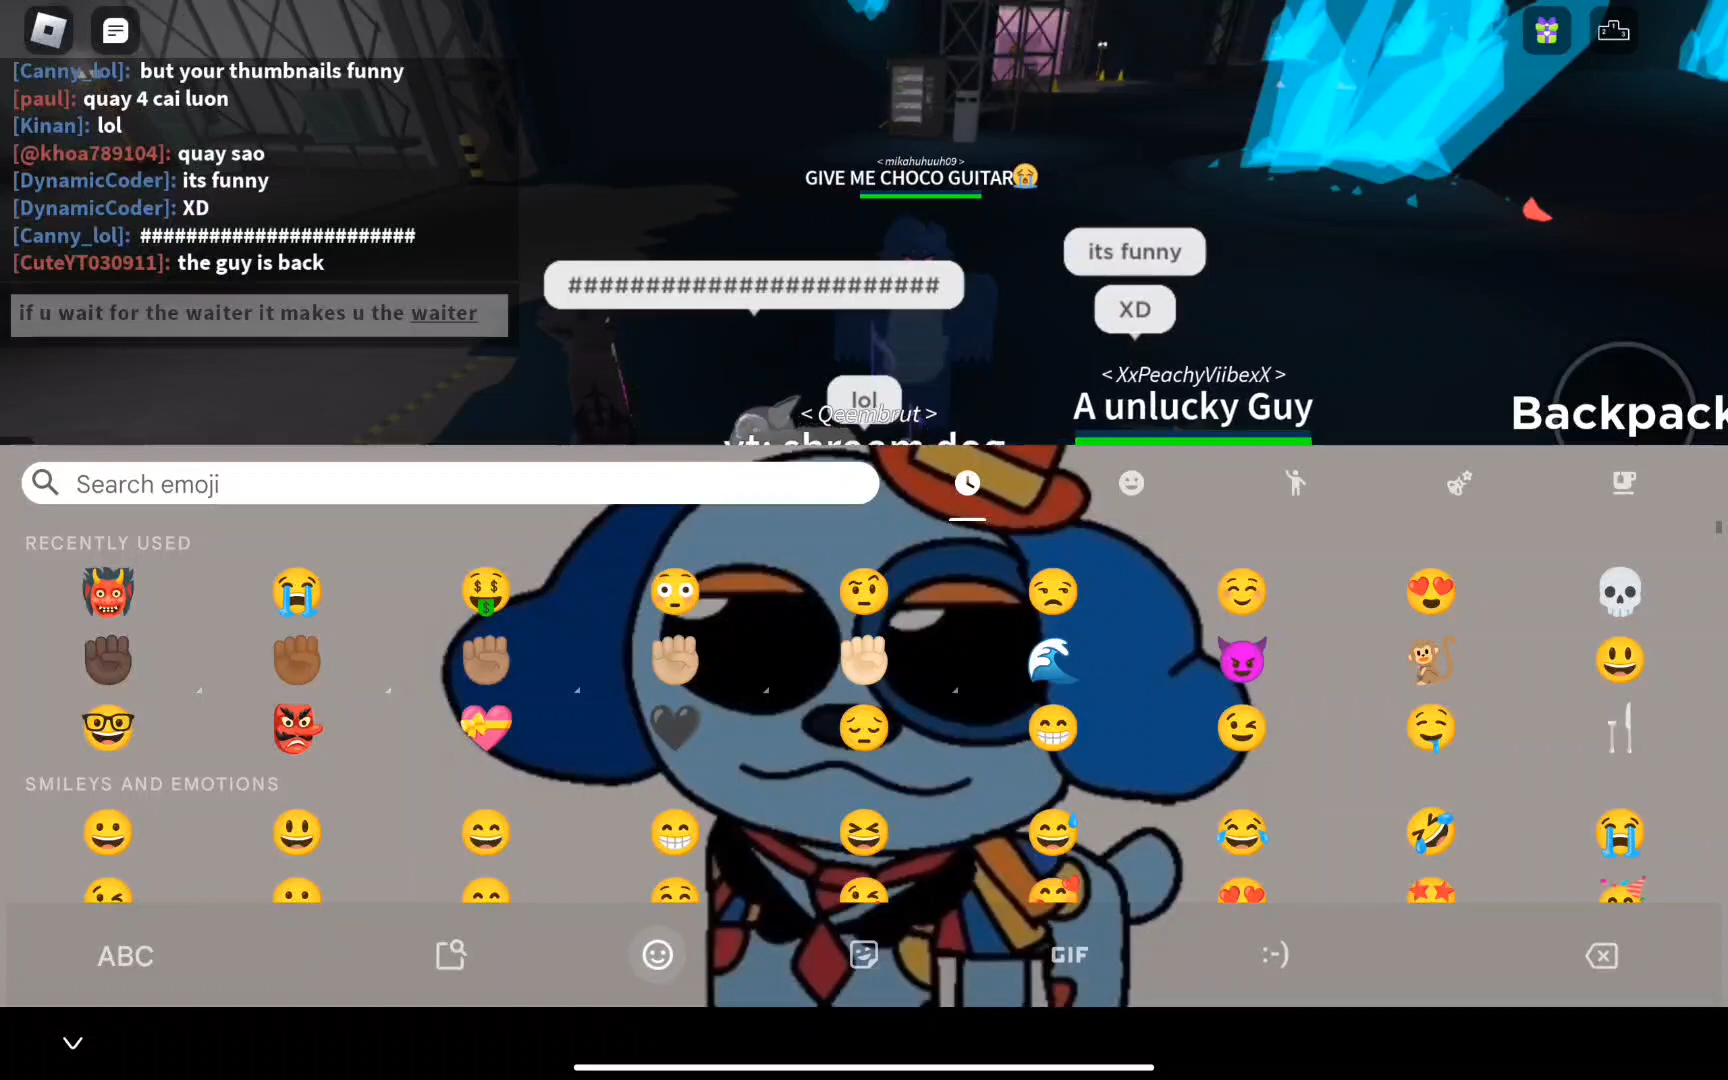 [Canny_lol]: but your thumbnails funny
[paul]: quay 4 cai luon
[Kinan]: lol
[@khoa789104]: quay sao
[DynamicCoder]: its funny
[DynamicCoder]: XD
[Canny_lol]: ########################
[CuteYT030911]: the guy is back
if u wait for the waiter it makes u the waiter
<mikahuhuuh09>
GIVE ME CHOCO GUITAR😭
########################
its funny
XD
lol
<Qeembrut>
yt: shroom dog
<XxPeachyViibexX>
A unlucky Guy
Backpack
Search emoji
RECENTLY USED
SMILEYS AND EMOTIONS
ABC
GIF
:-)